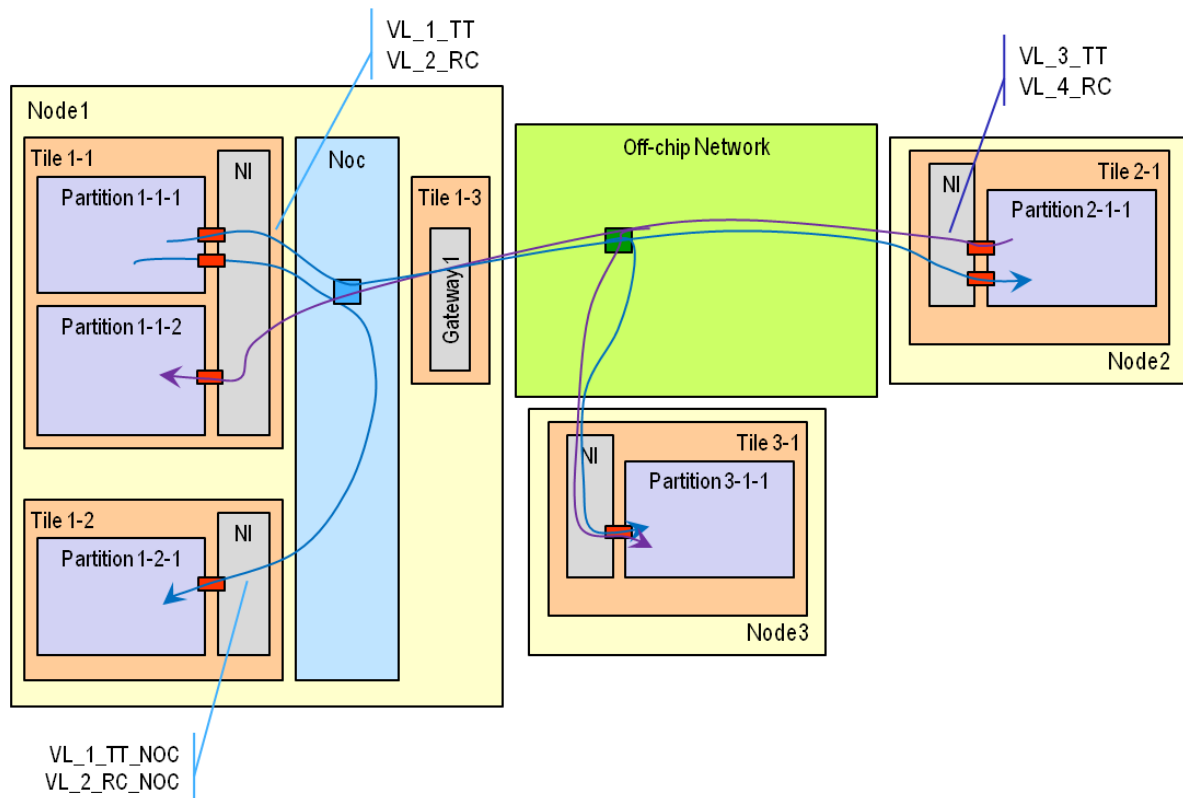 VL_1_TT
VL_2_RC
VL_3_TT
VL_4_RC
Node1
Tile 1-1
NI
Partition 1-1-1
Partition 1-1-2
Noc
Tile 1-3
Gateway 1
Off-chip Network
Tile 2-1
NI
Partition 2-1-1
Node2
Tile 3-1
NI
Partition 3-1-1
Node3
Tile 1-2
NI
Partition 1-2-1
VL_1_TT_NOC
VL_2_RC_NOC